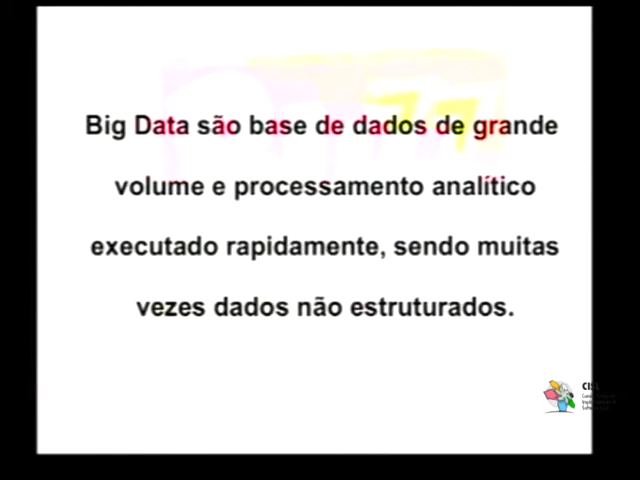 Big Data são base de dados de grande
volume e processamento analítico
executado rapidamente, sendo muitas
vezes dados não estruturados.